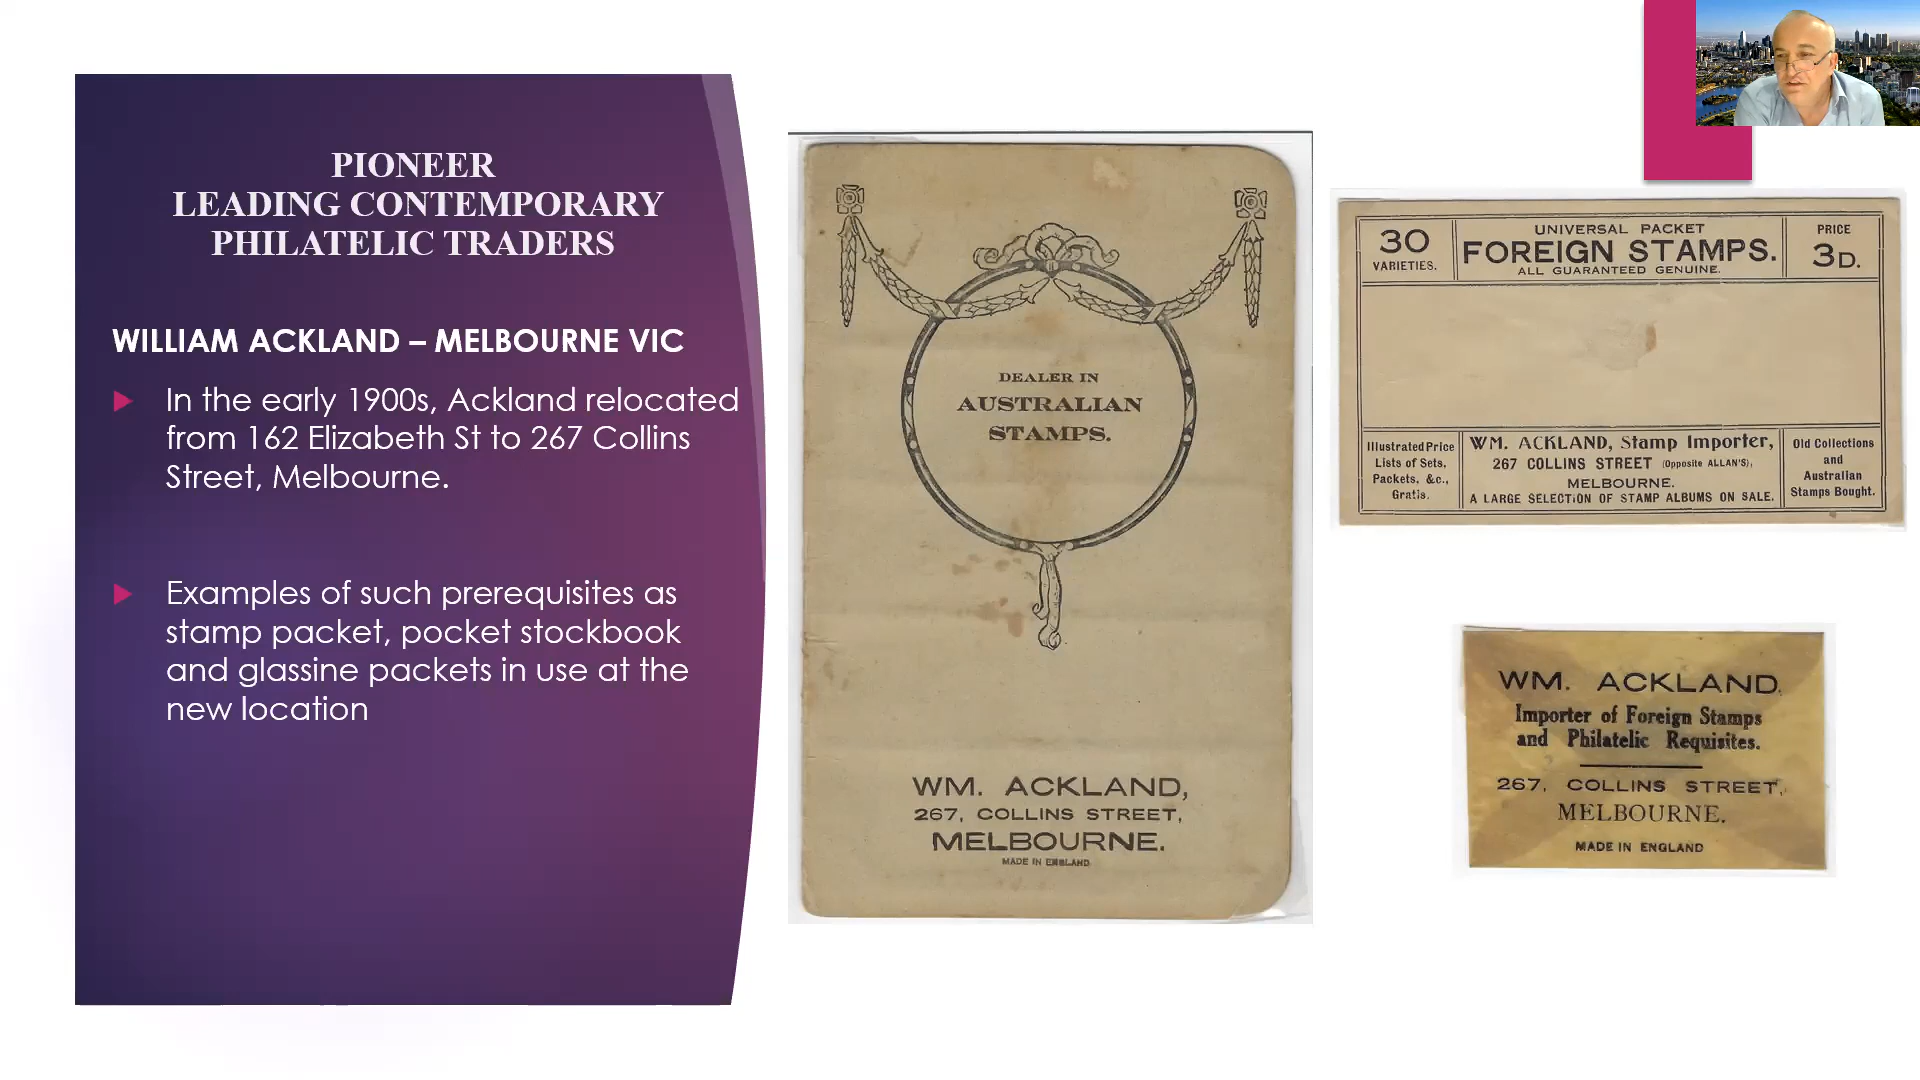 PIONEER
LEADING CONTEMPORARY
PHILATELIC TRADERS
WILLIAM ACKLAND – MELBOURNE VIC
In the early 1900s, Ackland relocated
from 162 Elizabeth St to 267 Collins
Street, Melbourne.
Examples of such prerequisites as
stamp packet, pocket stockbook
and glassine packets in use at the
new location
DEALER IN
AUSTRALIAN
STAMPS.
WM. ACKLAND,
267, COLLINS STREET,
MELBOURNE.
MADE IN ENGLAND
30
VARIETIES.
UNIVERSAL PACKET
FOREIGN STAMPS.
ALL GUARANTEED GENUINE.
PRICE
3D.
Illustrated Price
Lists of Sets,
Packets, &c.,
Gratis.
WM. ACKLAND, Stamp Importer,
267 COLLINS STREET (Opposite ALLAN'S),
MELBOURNE.
A LARGE SELECTION OF STAMP ALBUMS ON SALE.
Old Collections
and
Australian
Stamps Bought.
WM. ACKLAND,
Importer of Foreign Stamps
and Philatelic Requisites.
267, COLLINS STREET,
MELBOURNE.
MADE IN ENGLAND